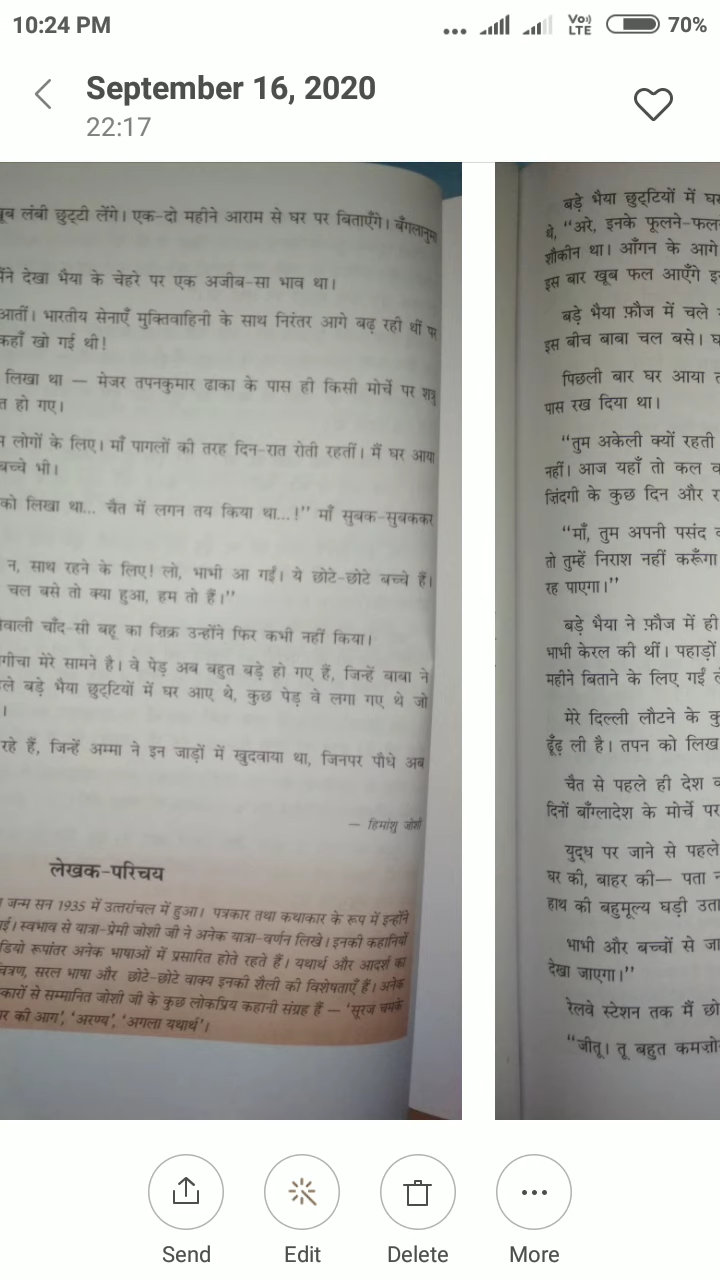 10:24 PM
Vo)) LTE
70%
September 16, 2020
22:17
खूब लंबी छुट्टी लेंगे। एक-दो महीने आराम से घर पर बिताएँगे। बँगलानुमा
मैंने देखा भैया के चेहरे पर एक अजीब-सा भाव था।
आतीं। भारतीय सेनाएँ मुक्तिवाहिनी के साथ निरंतर आगे बढ़ रही थीं पर
कहाँ खो गई थी!
लिखा था — मेजर तपनकुमार ढाका के पास ही किसी मोर्चे पर शत्रु
त हो गए।
लोगों के लिए। माँ पागलों की तरह दिन-रात रोती रहतीं। मैं घर आया
बच्चे भी।
को लिखा था... चैत में लगन तय किया था...!” माँ सुबक-सुबककर
न, साथ रहने के लिए! लो, भाभी आ गईं। ये छोटे-छोटे बच्चे हैं।
चल बसे तो क्या हुआ, हम तो हैं।”
वाली चाँद-सी बहू का ज़िक्र उन्होंने फिर कभी नहीं किया।
गीचा मेरे सामने है। वे पेड़ अब बहुत बड़े हो गए हैं, जिन्हें बाबा ने
ले बड़े भैया छुट्टियों में घर आए थे, कुछ पेड़ वे लगा गए थे जो
।
रहे हैं, जिन्हें अम्मा ने इन जाड़ों में खुदवाया था, जिनपर पौधे अब
— हिमांशु जोशी
लेखक-परिचय
जन्म सन 1935 में उत्तरांचल में हुआ। पत्रकार तथा कथाकार के रूप में इन्होंने
ई। स्वभाव से यात्रा-प्रेमी जोशी जी ने अनेक यात्रा-वर्णन लिखे। इनकी कहानियों
डियो रूपांतर अनेक भाषाओं में प्रसारित होते रहते हैं। यथार्थ और आदर्श का
चित्रण, सरल भाषा और छोटे-छोटे वाक्य इनकी शैली की विशेषताएँ हैं। अनेक
कारों से सम्मानित जोशी जी के कुछ लोकप्रिय कहानी संग्रह हैं — ‘सूरज चमके
र की आग’, ‘अरण्य’, ‘अगला यथार्थ’।
बड़े भैया छुट्टियों में घर
थे, “अरे, इनके फूलने-फल
शौकीन था। आँगन के आगे
इस बार खूब फल आएँगे इ
बड़े भैया फ़ौज में चले
इस बीच बाबा चल बसे। घ
पिछली बार घर आया त
पास रख दिया था।
“तुम अकेली क्यों रहती
नहीं। आज यहाँ तो कल व
ज़िंदगी के कुछ दिन और र
“माँ, तुम अपनी पसंद व
तो तुम्हें निराश नहीं करूँगा
रह पाएगा।”
बड़े भैया ने फ़ौज में ही
भाभी केरल की थीं। पहाड़ों
महीने बिताने के लिए गईं
मेरे दिल्ली लौटने के कु
ढूँढ़ ली है। तपन को लिख
चैत से पहले ही देश व
दिनों बाँग्लादेश के मोर्चे पर
युद्ध पर जाने से पहले
घर की, बाहर की— पता न
हाथ की बहुमूल्य घड़ी उता
भाभी और बच्चों से जा
देखा जाएगा।”
रेलवे स्टेशन तक मैं छो
“जीतू। तू बहुत कमज़ो
Send
Edit
Delete
More